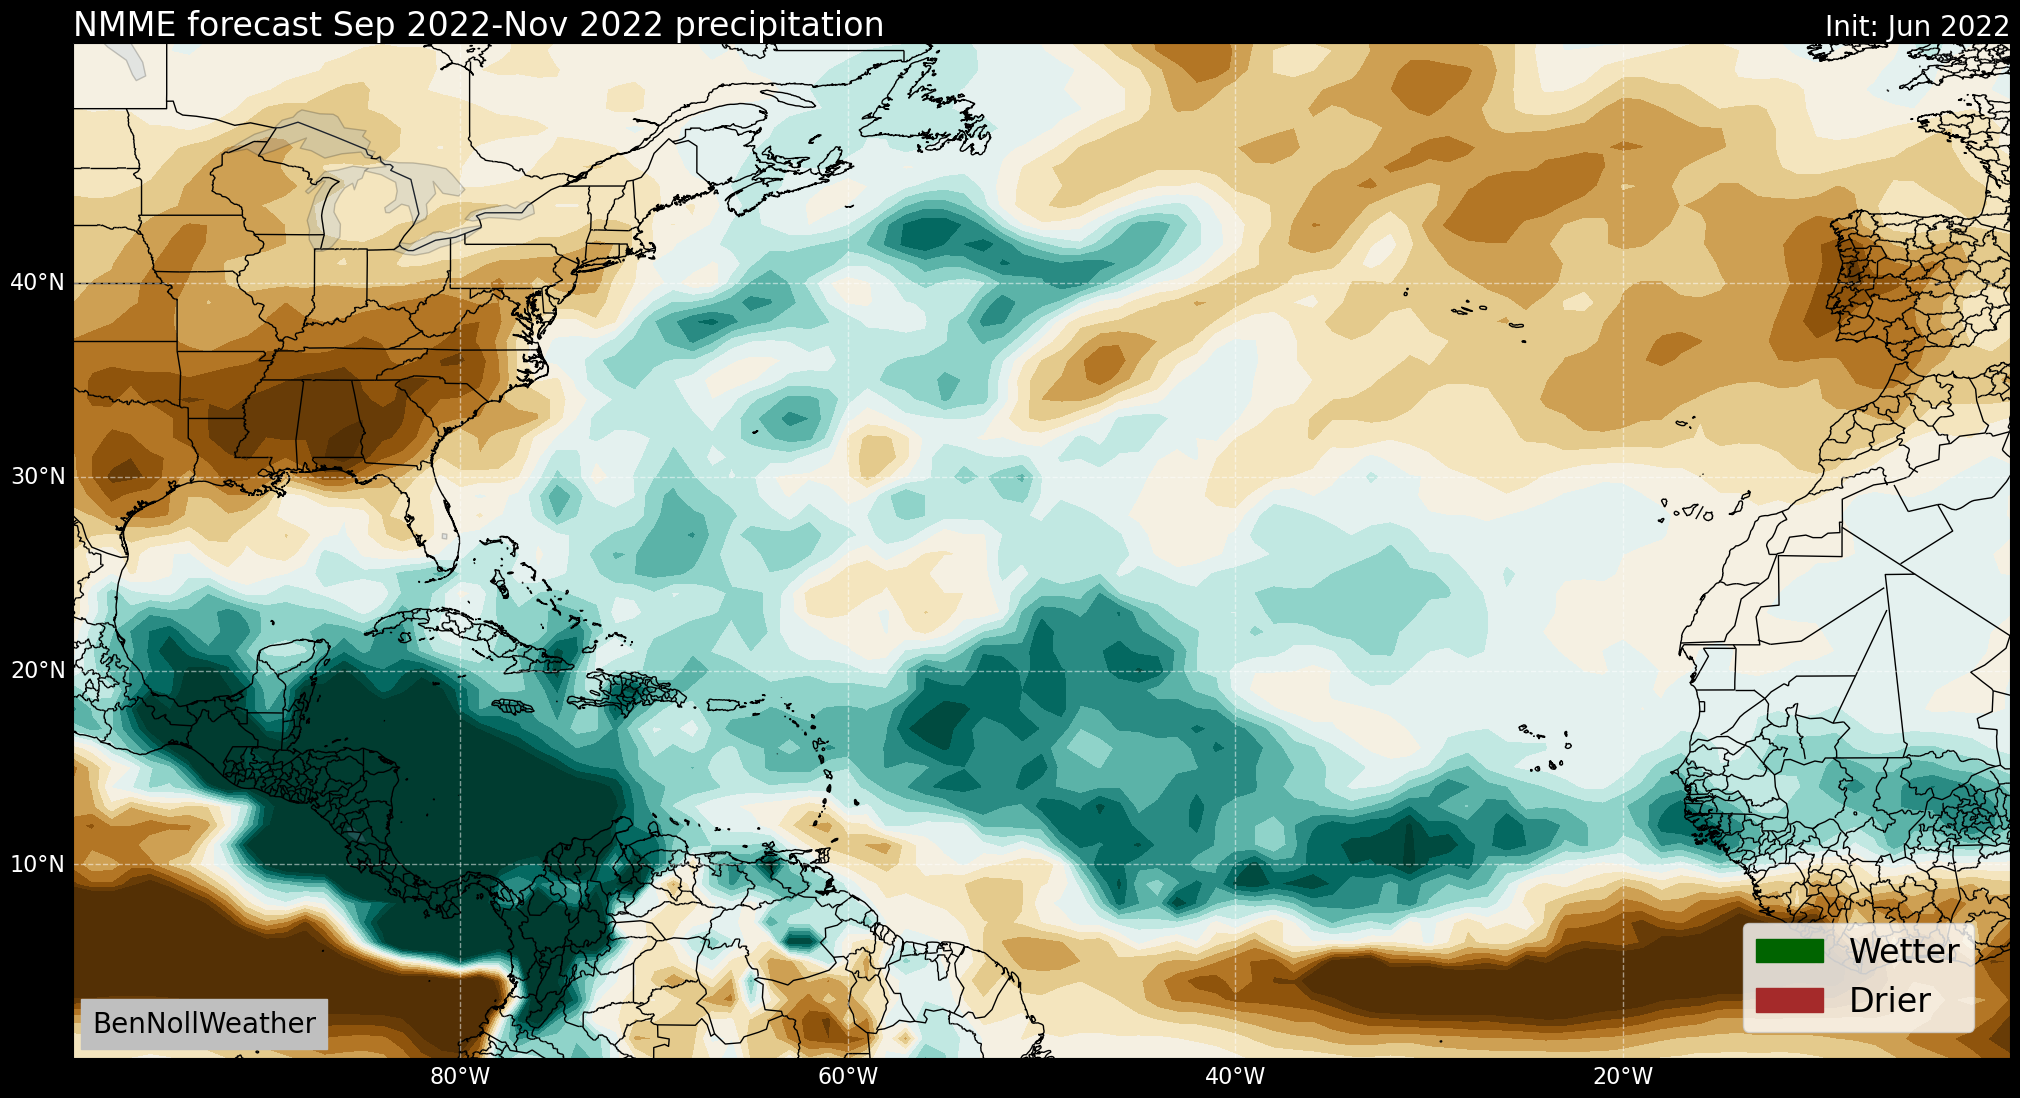 NMME forecast Sep 2022-Nov 2022 precipitation
Init: Jun 2022
40°N
30°N
20°N
10°N
Wetter
Drier
BenNollWeather
80°W
60°W
40°W
20°W